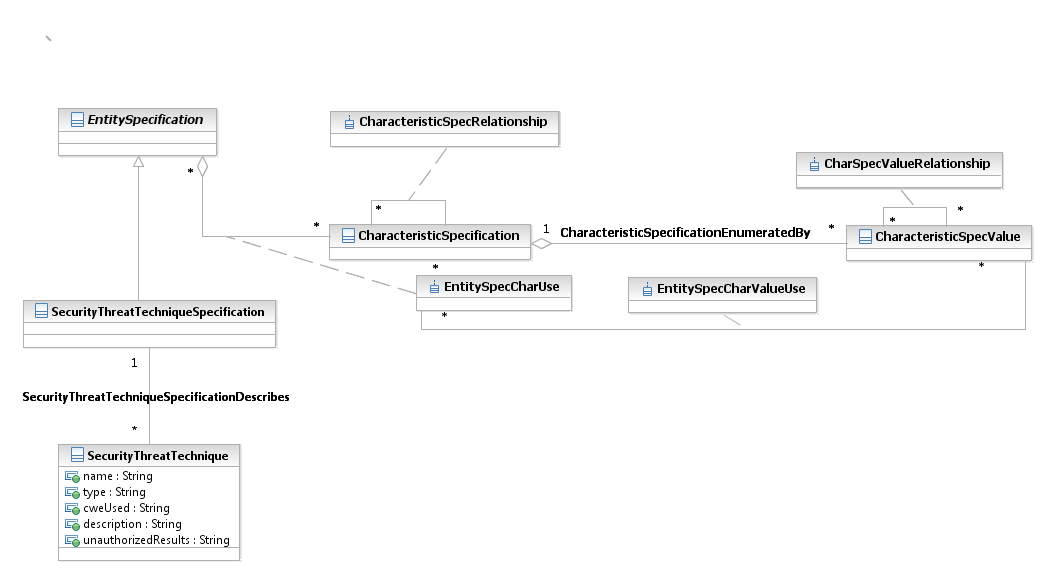 EntitySpecification
CharacteristicSpecRelationship
CharSpecValueRelationship
*
*
*
*
*
*
1
CharacteristicSpecificationEnumeratedBy
*
CharacteristicSpecification
CharacteristicSpecValue
*
*
EntitySpecCharUse
EntitySpecCharValueUse
*
SecurityThreatTechniqueSpecification
1
SecurityThreatTechniqueSpecificationDescribes
*
SecurityThreatTechnique
name : String
type : String
cweUsed : String
description : String
unauthorizedResults : String